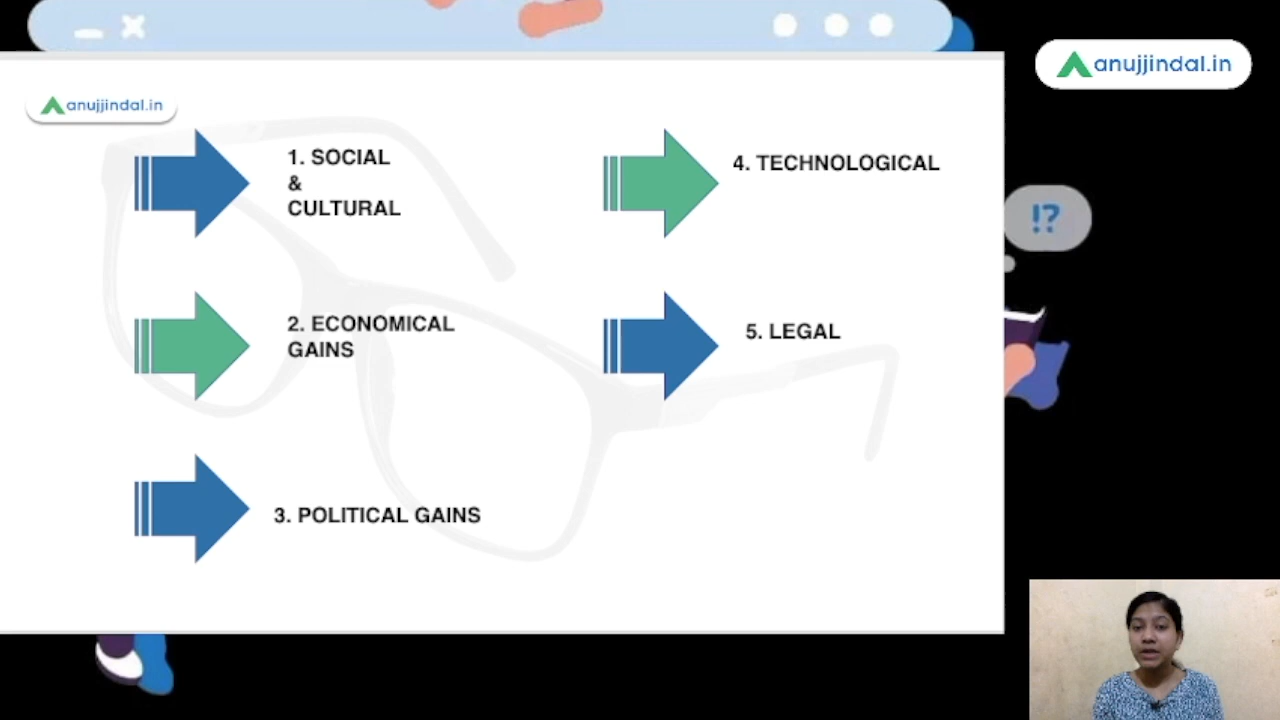 anujjindal.in
anujjindal.in
1. SOCIAL
&
CULTURAL
2. ECONOMICAL
GAINS
3. POLITICAL GAINS
4. TECHNOLOGICAL
5. LEGAL
!?